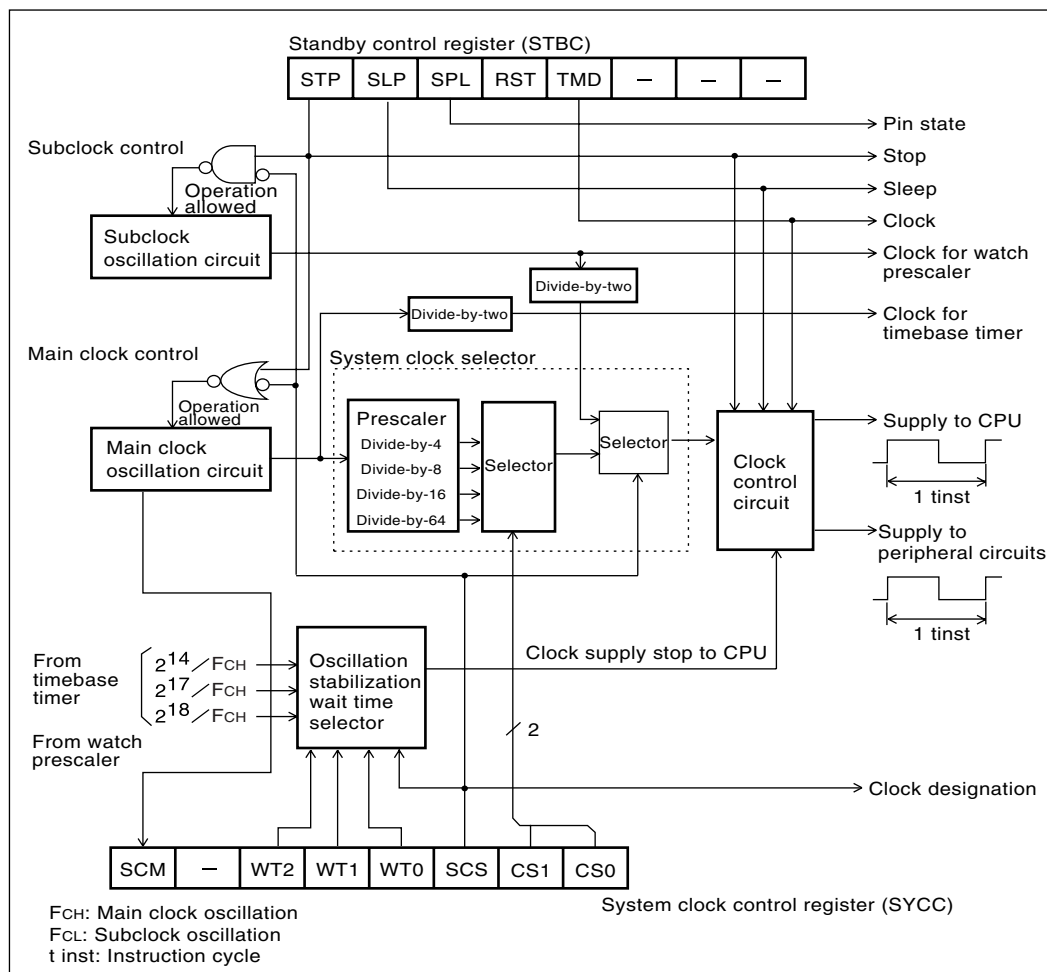 Standby control register (STBC)
STP SLP SPL RST TMD — — —
Pin state
Subclock control
Stop
Operation
allowed
Sleep
Clock
Subclock
oscillation circuit
Clock for watch
prescaler
Divide-by-two
Divide-by-two
Clock for
timebase timer
Main clock control
System clock selector
Operation
allowed
Main clock
oscillation circuit
Prescaler
Divide-by-4
Divide-by-8
Divide-by-16
Divide-by-64
Selector
Selector
Clock
control
circuit
Supply to CPU
1 tinst
Supply to
peripheral circuits
1 tinst
From
timebase
timer
2^14/FCH
2^17/FCH
2^18/FCH
From watch
prescaler
Oscillation
stabilization
wait time
selector
Clock supply stop to CPU
2
Clock designation
SCM — WT2 WT1 WT0 SCS CS1 CS0
System clock control register (SYCC)
FCH: Main clock oscillation
FCL: Subclock oscillation
t inst: Instruction cycle